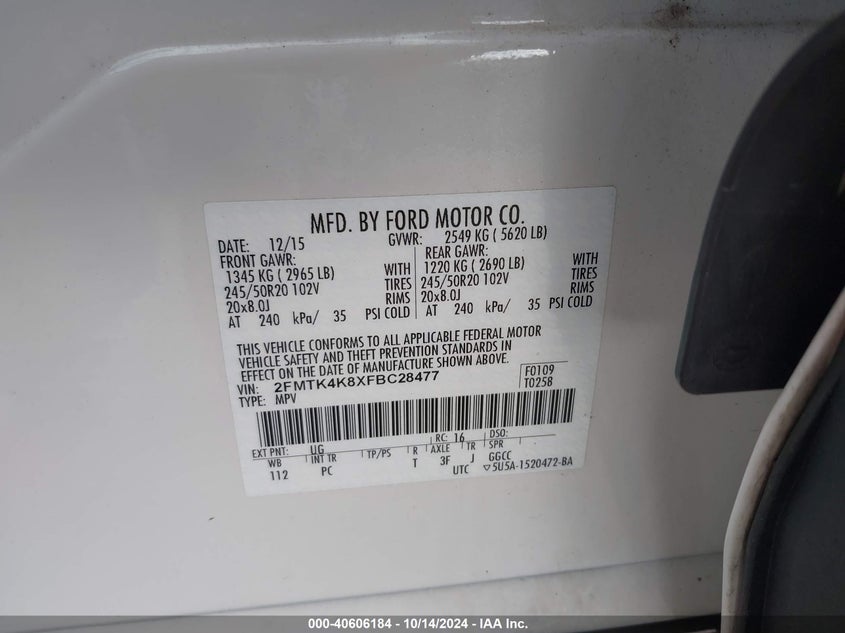 MFD. BY FORD MOTOR CO.
DATE: 12/15 GVWR: 2549 KG ( 5620 LB)
FRONT GAWR: REAR GAWR:
1345 KG ( 2965 LB) WITH 1220 KG ( 2690 LB) WITH
245/50R20 102V TIRES 245/50R20 102V TIRES
20x8.0J RIMS 20x8.0J RIMS
AT 240 kPa/ 35 PSI COLD AT 240 kPa/ 35 PSI COLD
THIS VEHICLE CONFORMS TO ALL APPLICABLE FEDERAL MOTOR
VEHICLE SAFETY AND THEFT PREVENTION STANDARDS IN
EFFECT ON THE DATE OF MANUFACTURE SHOWN ABOVE.
VIN: 2FMTK4K8XFBC28477 F0109
TYPE: MPV T0258
EXT PNT: UG RC: 16 DSO:
WB INT TR TP/PS R AXLE TR SPR
112 PC T 3F J GGCC
UTC ▽5U5A-1520472-BA
000-40606184 - 10/14/2024 - IAA Inc.